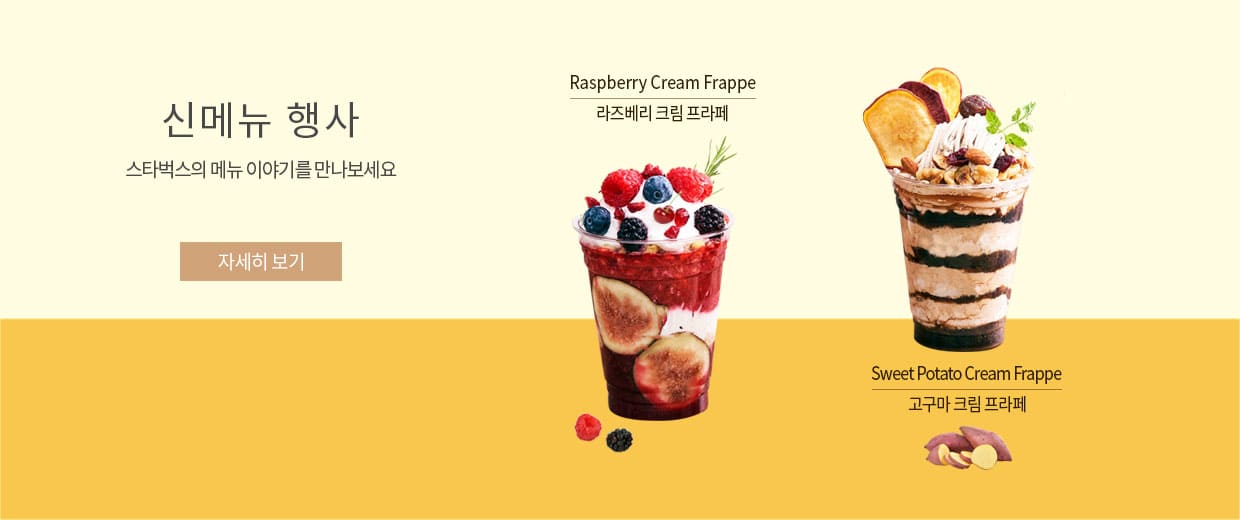 신메뉴 행사
스타벅스의 메뉴 이야기를 만나보세요
자세히 보기
Raspberry Cream Frappe
라즈베리 크림 프라페
Sweet Potato Cream Frappe
고구마 크림 프라페